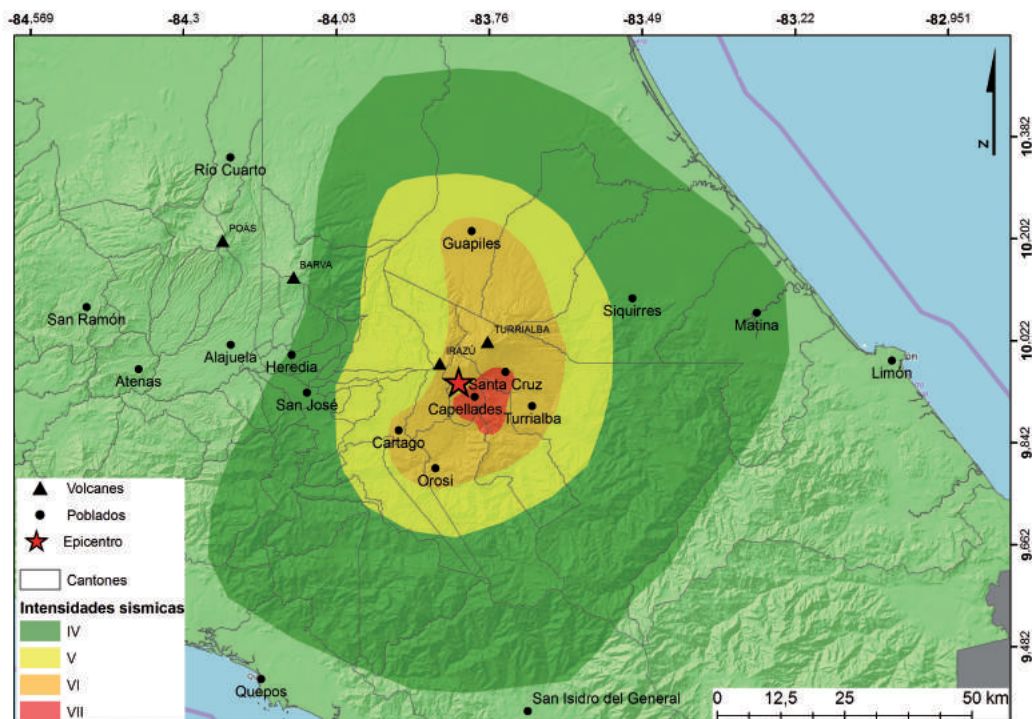 -84.569 -84.3 -84.03 -83.76 -83.49 -83.22 -82.951
10.382
10.202
10.022
9.842
9.662
9.482
z
Río Cuarto
POÁS
BARVA
Guapiles
San Ramón
Siquirres
Matina
TURRIALBA
IRAZÚ
Alajuela
Heredia
Atenas
Limón
San José
Santa Cruz
Capellades
Turrialba
Cartago
Orosi
Quepos
San Isidro del General
Volcanes
Poblados
Epicentro
Cantones
Intensidades sismicas
IV
V
VI
VII
0 12,5 25 50 km